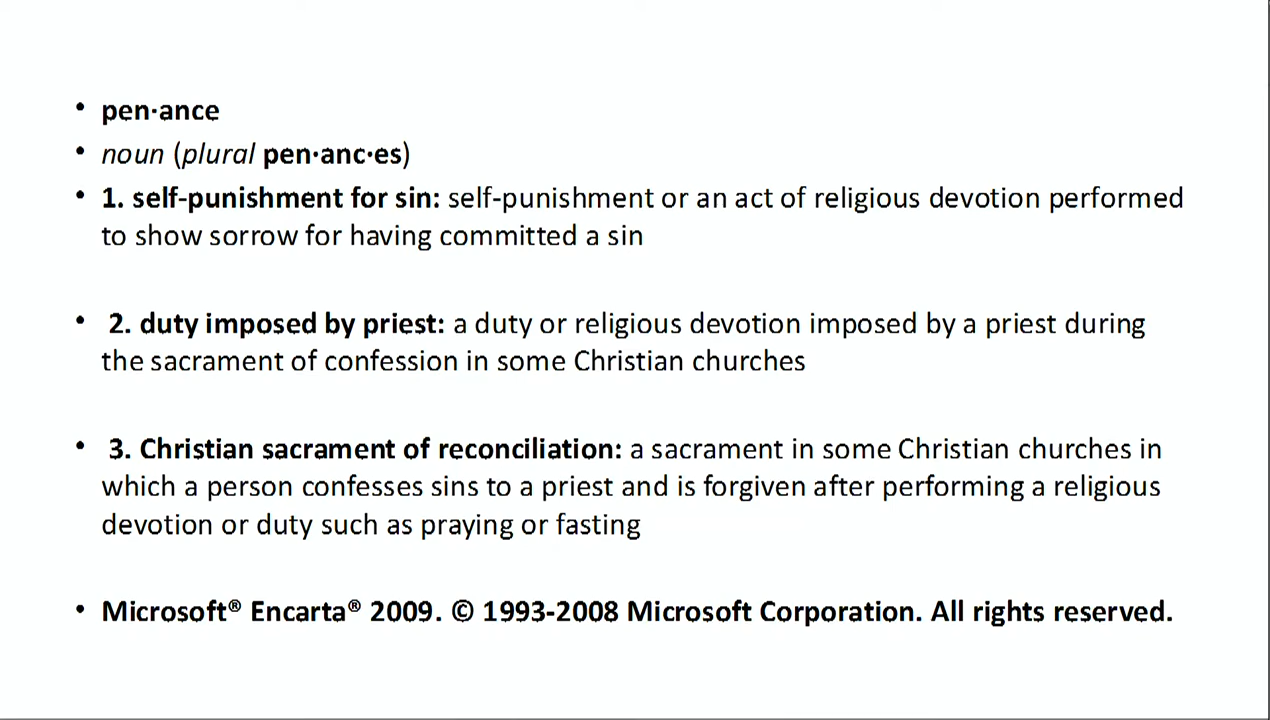 • pen·ance
• noun (plural pen·anc·es)
• 1. self-punishment for sin: self-punishment or an act of religious devotion performed
to show sorrow for having committed a sin
• 2. duty imposed by priest: a duty or religious devotion imposed by a priest during
the sacrament of confession in some Christian churches
• 3. Christian sacrament of reconciliation: a sacrament in some Christian churches in
which a person confesses sins to a priest and is forgiven after performing a religious
devotion or duty such as praying or fasting
• Microsoft® Encarta® 2009. © 1993-2008 Microsoft Corporation. All rights reserved.